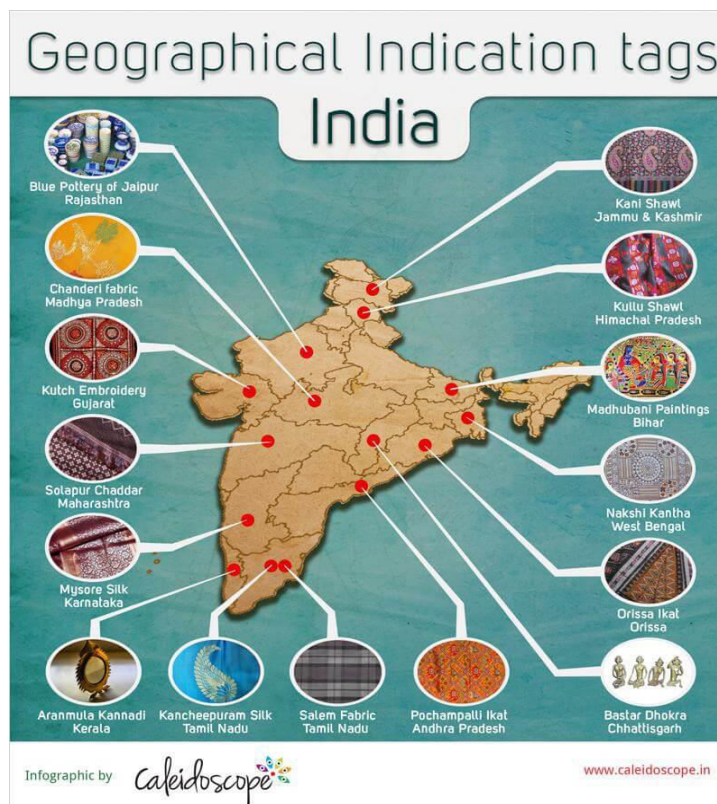 Geographical Indication tags
India
Blue Pottery of Jaipur
Rajasthan
Chanderi fabric
Madhya Pradesh
Kutch Embroidery
Gujarat
Solapur Chaddar
Maharashtra
Mysore Silk
Karnataka
Aranmula Kannadi
Kerala
Kancheepuram Silk
Tamil Nadu
Salem Fabric
Tamil Nadu
Pochampalli Ikat
Andhra Pradesh
Kani Shawl
Jammu & Kashmir
Kullu Shawl
Himachal Pradesh
Madhubani Paintings
Bihar
Nakshi Kantha
West Bengal
Orissa Ikat
Orissa
Bastar Dhokra
Chhattisgarh
Infographic by
caleidoscope
www.caleidoscope.in